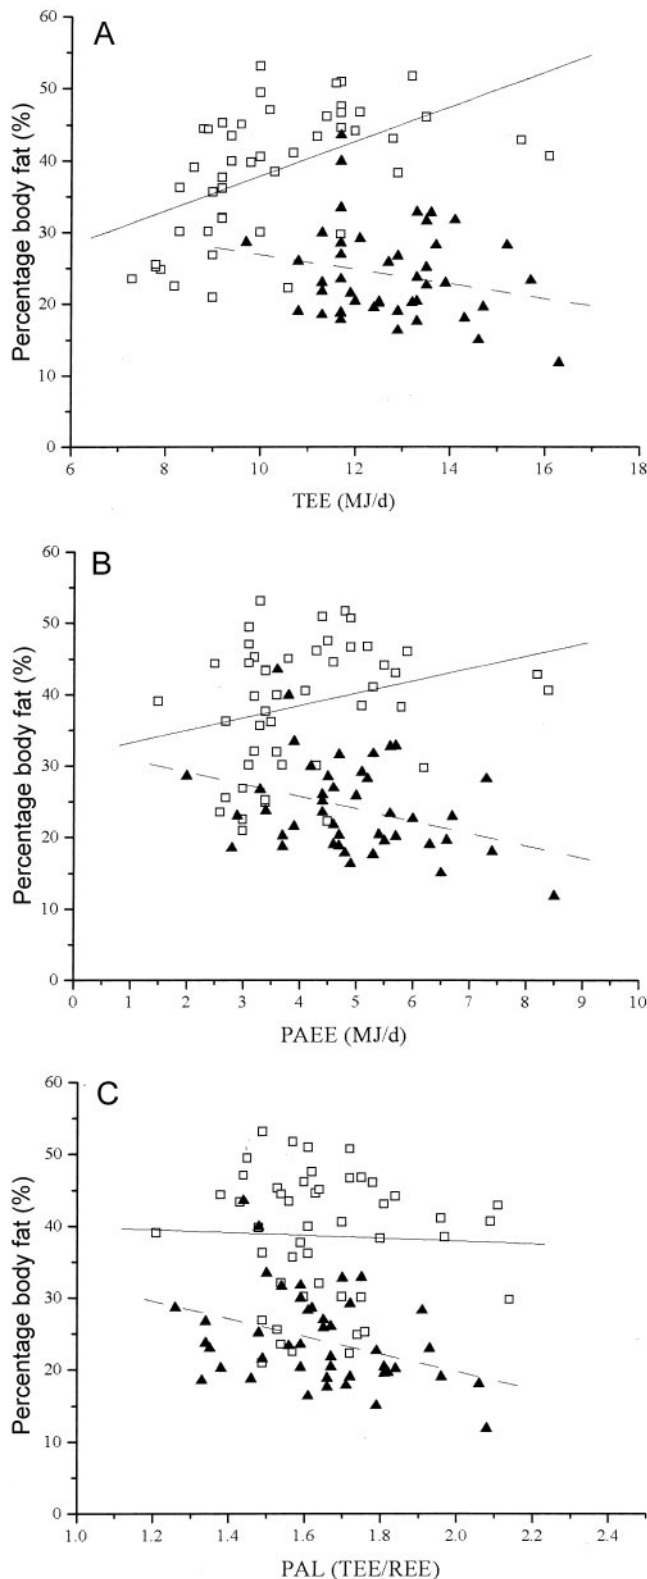 A
60
50
40
30
20
10
0
Percentage body fat (%)
6 8 10 12 14 16 18
TEE (MJ/d)
B
60
50
40
30
20
10
0
Percentage body fat (%)
0 1 2 3 4 5 6 7 8 9 10
PAEE (MJ/d)
C
60
50
40
30
20
10
0
Percentage body fat (%)
1.0 1.2 1.4 1.6 1.8 2.0 2.2 2.4
PAL (TEE/REE)